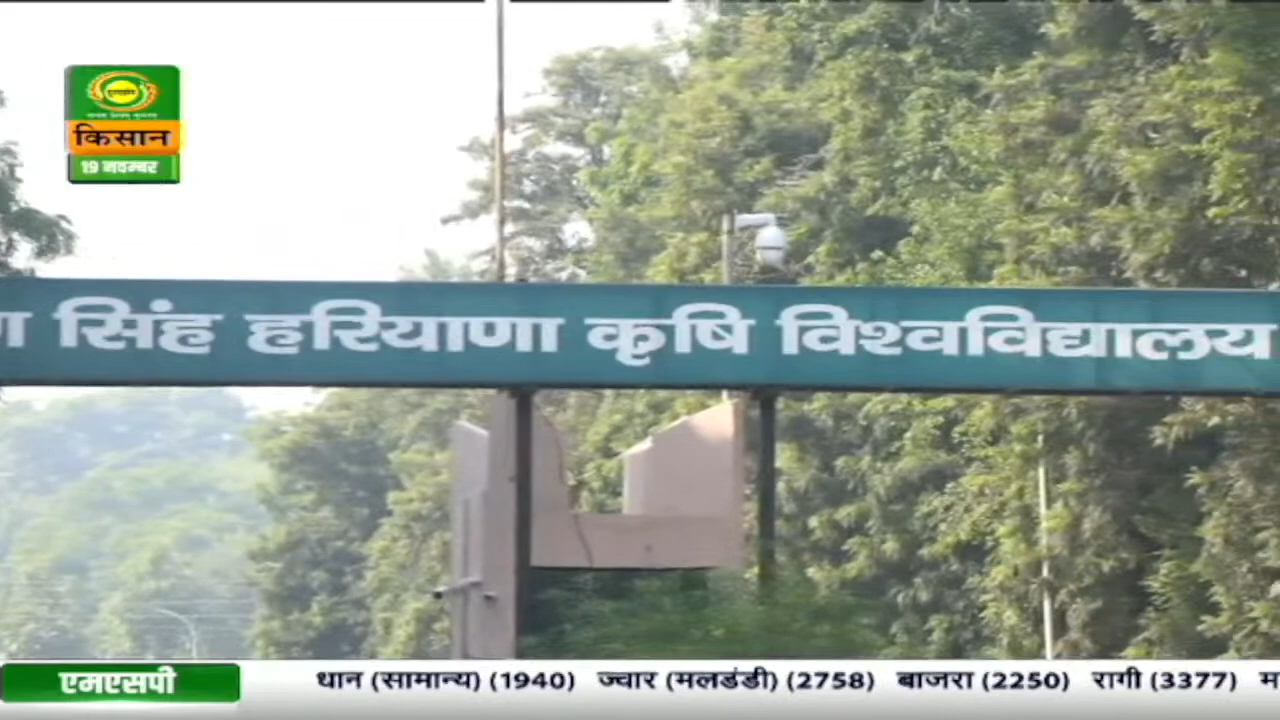 किसान
19 नवम्बर
सिंह हरियाणा कृषि विश्वविद्यालय
एमएसपी
धान (सामान्य) (1940) ज्वार (मलडंडी) (2758) बाजरा (2250) रागी (3377)